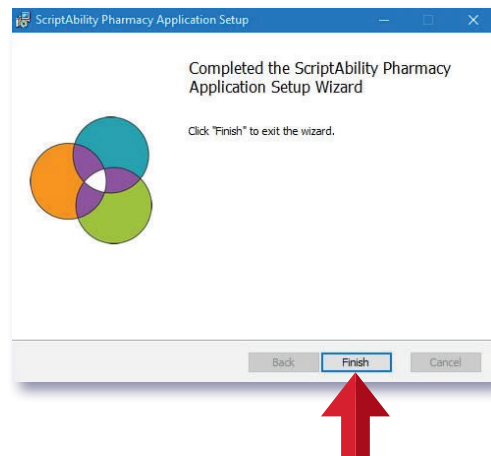 ScriptAbility Pharmacy Application Setup
Completed the ScriptAbility Pharmacy
Application Setup Wizard
Click "Finish" to exit the wizard.
Back Finish Cancel